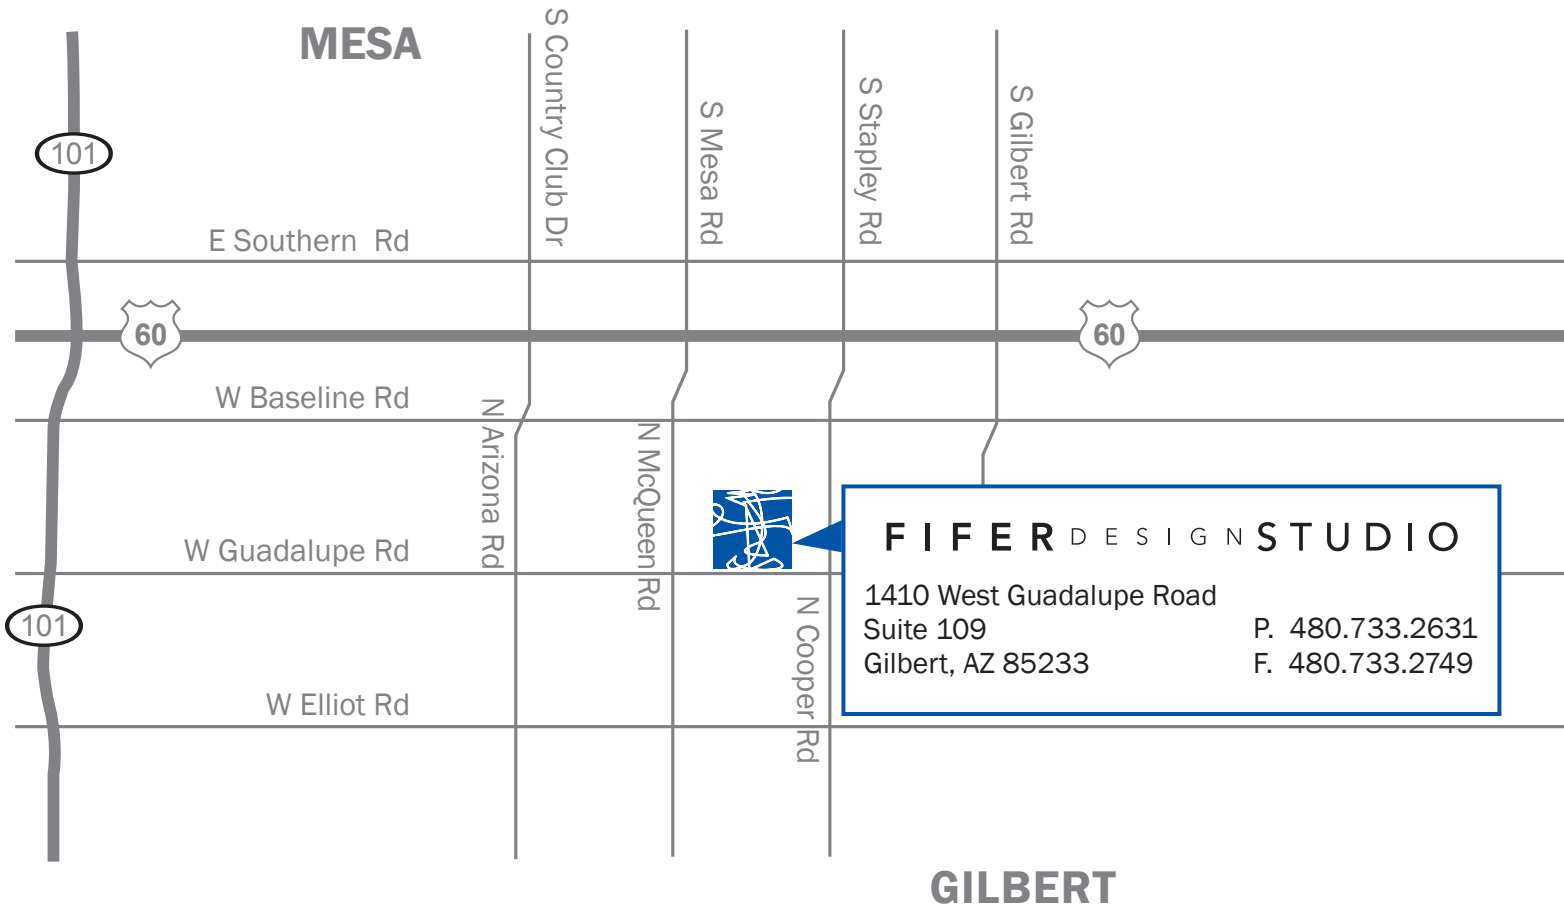 MESA
S Country Club Dr
S Mesa Rd
S Stapley Rd
S Gilbert Rd
101
E Southern  Rd
60
60
W Baseline Rd
N Arizona Rd
N McQueen Rd
W Guadalupe Rd
FIFER DESIGN STUDIO
1410 West Guadalupe Road
Suite 109
P. 480.733.2631
Gilbert, AZ 85233
F. 480.733.2749
101
N Cooper Rd
W Elliot Rd
GILBERT